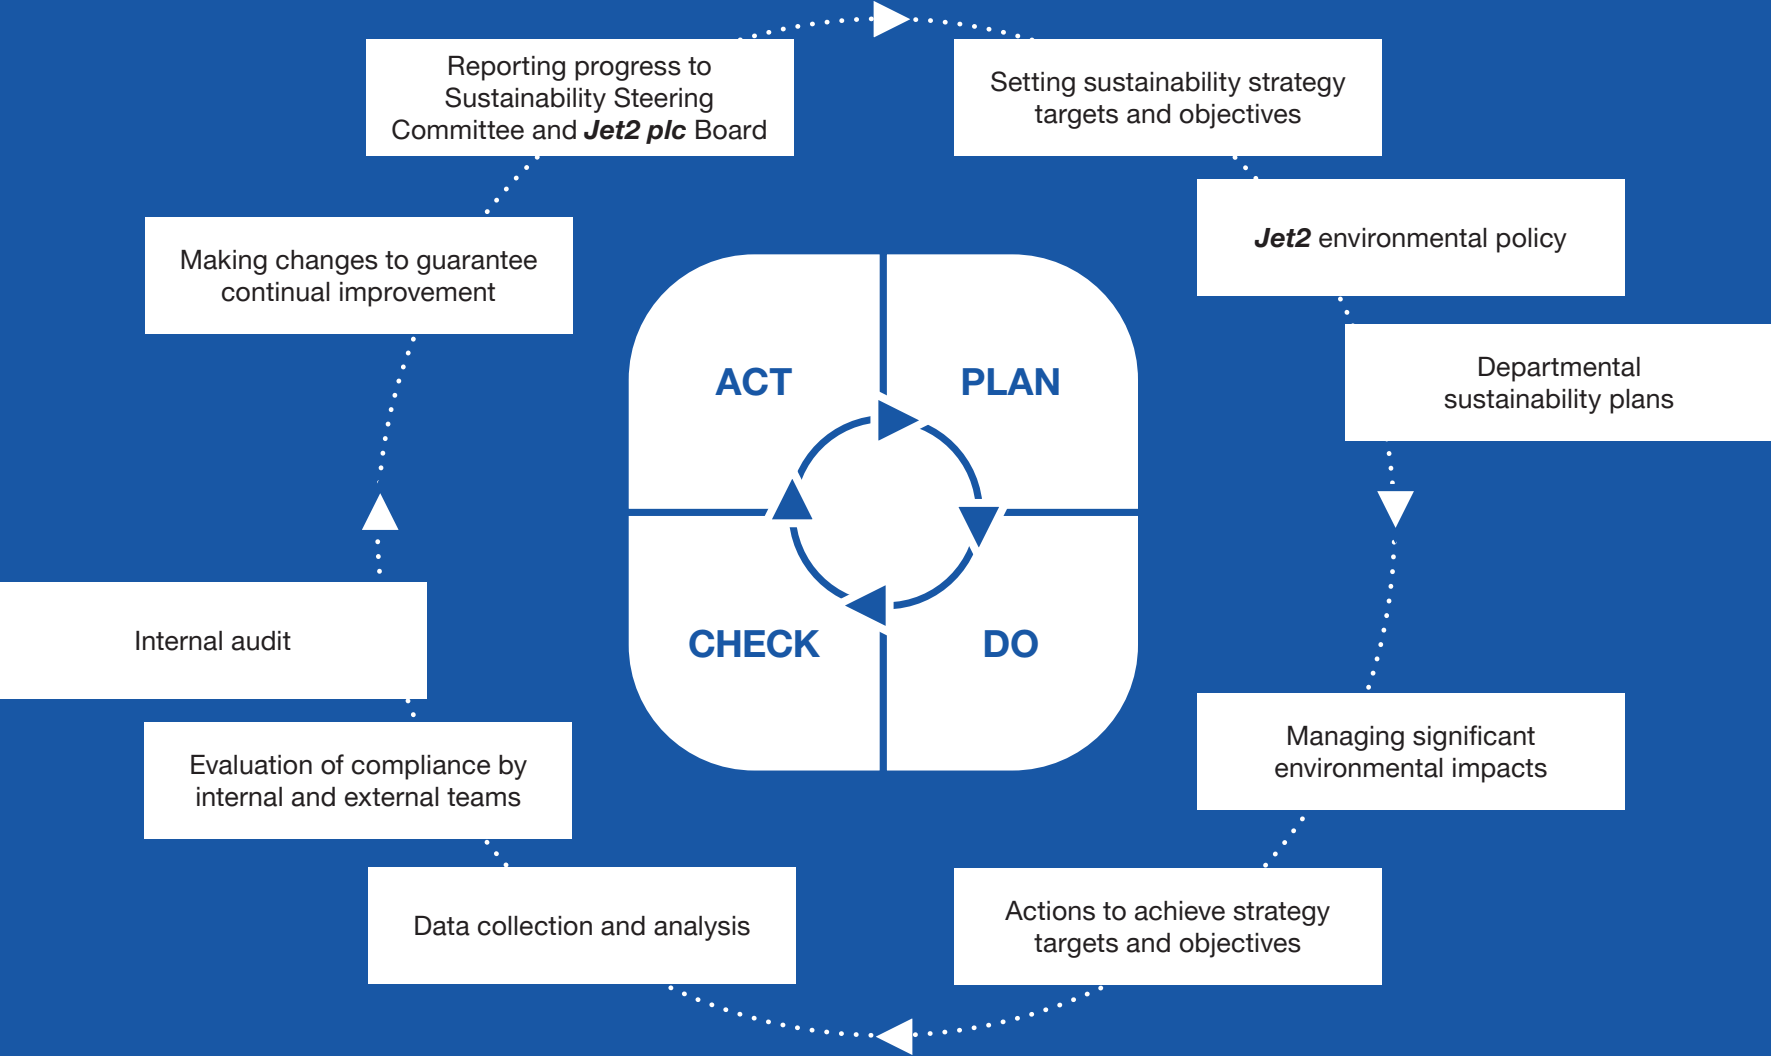 Reporting progress to
Sustainability Steering
Committee and Jet2 plc Board
Setting sustainability strategy
targets and objectives
Jet2 environmental policy
Making changes to guarantee
continual improvement
Departmental
sustainability plans
ACT
PLAN
CHECK
DO
Internal audit
Managing significant
environmental impacts
Evaluation of compliance by
internal and external teams
Data collection and analysis
Actions to achieve strategy
targets and objectives